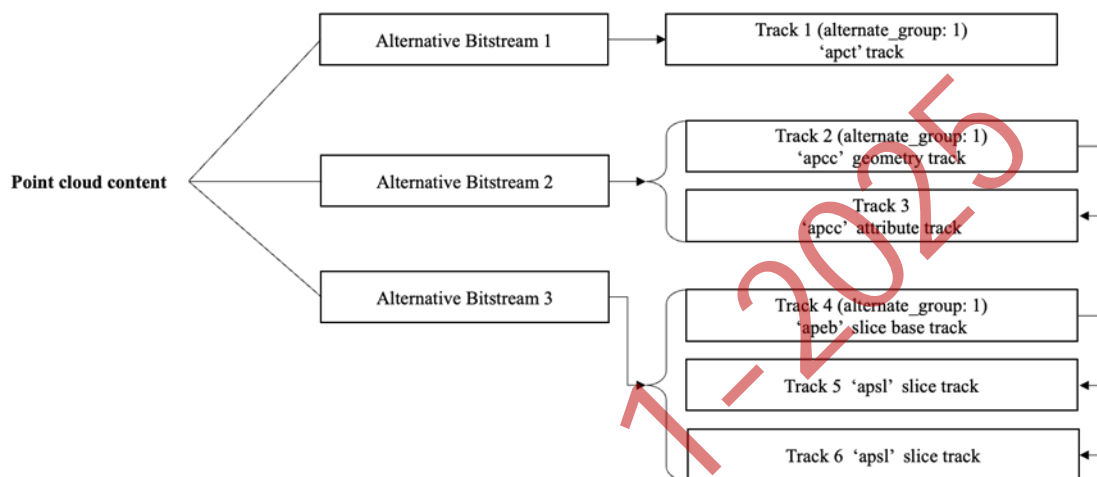 Alternative Bitstream 1
Track 1 (alternate_group: 1)
‘apct’ track
Point cloud content
Alternative Bitstream 2
Track 2 (alternate_group: 1)
‘apcc’ geometry track
Track 3
‘apcc’ attribute track
Alternative Bitstream 3
Track 4 (alternate_group: 1)
‘apeb’ slice base track
Track 5 ‘apsl’ slice track
Track 6 ‘apsl’ slice track
1-2025